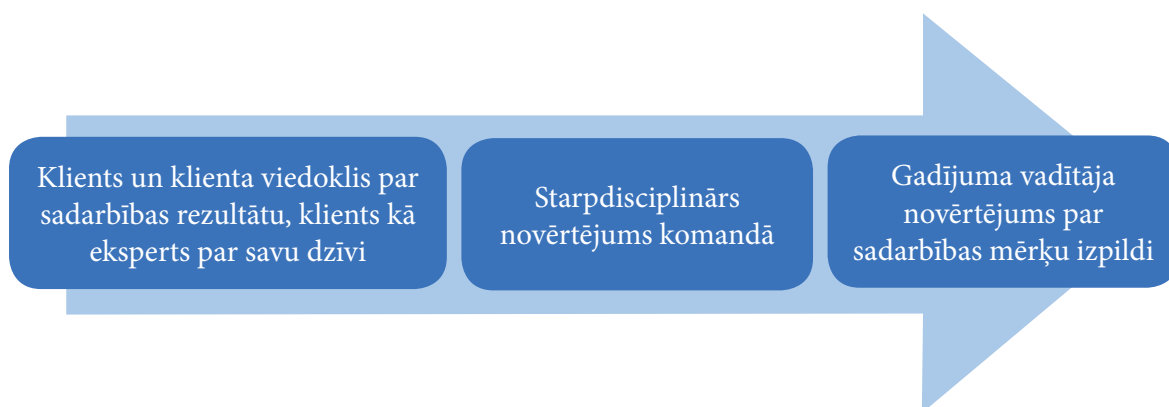 Klients un klienta viedoklis par
sadarbības rezultātu, klients kā
eksperts par savu dzīvi
Starpdisciplinārs
novērtējums komandā
Gadījuma vadītāja
novērtējums par
sadarbības mērķu izpildi